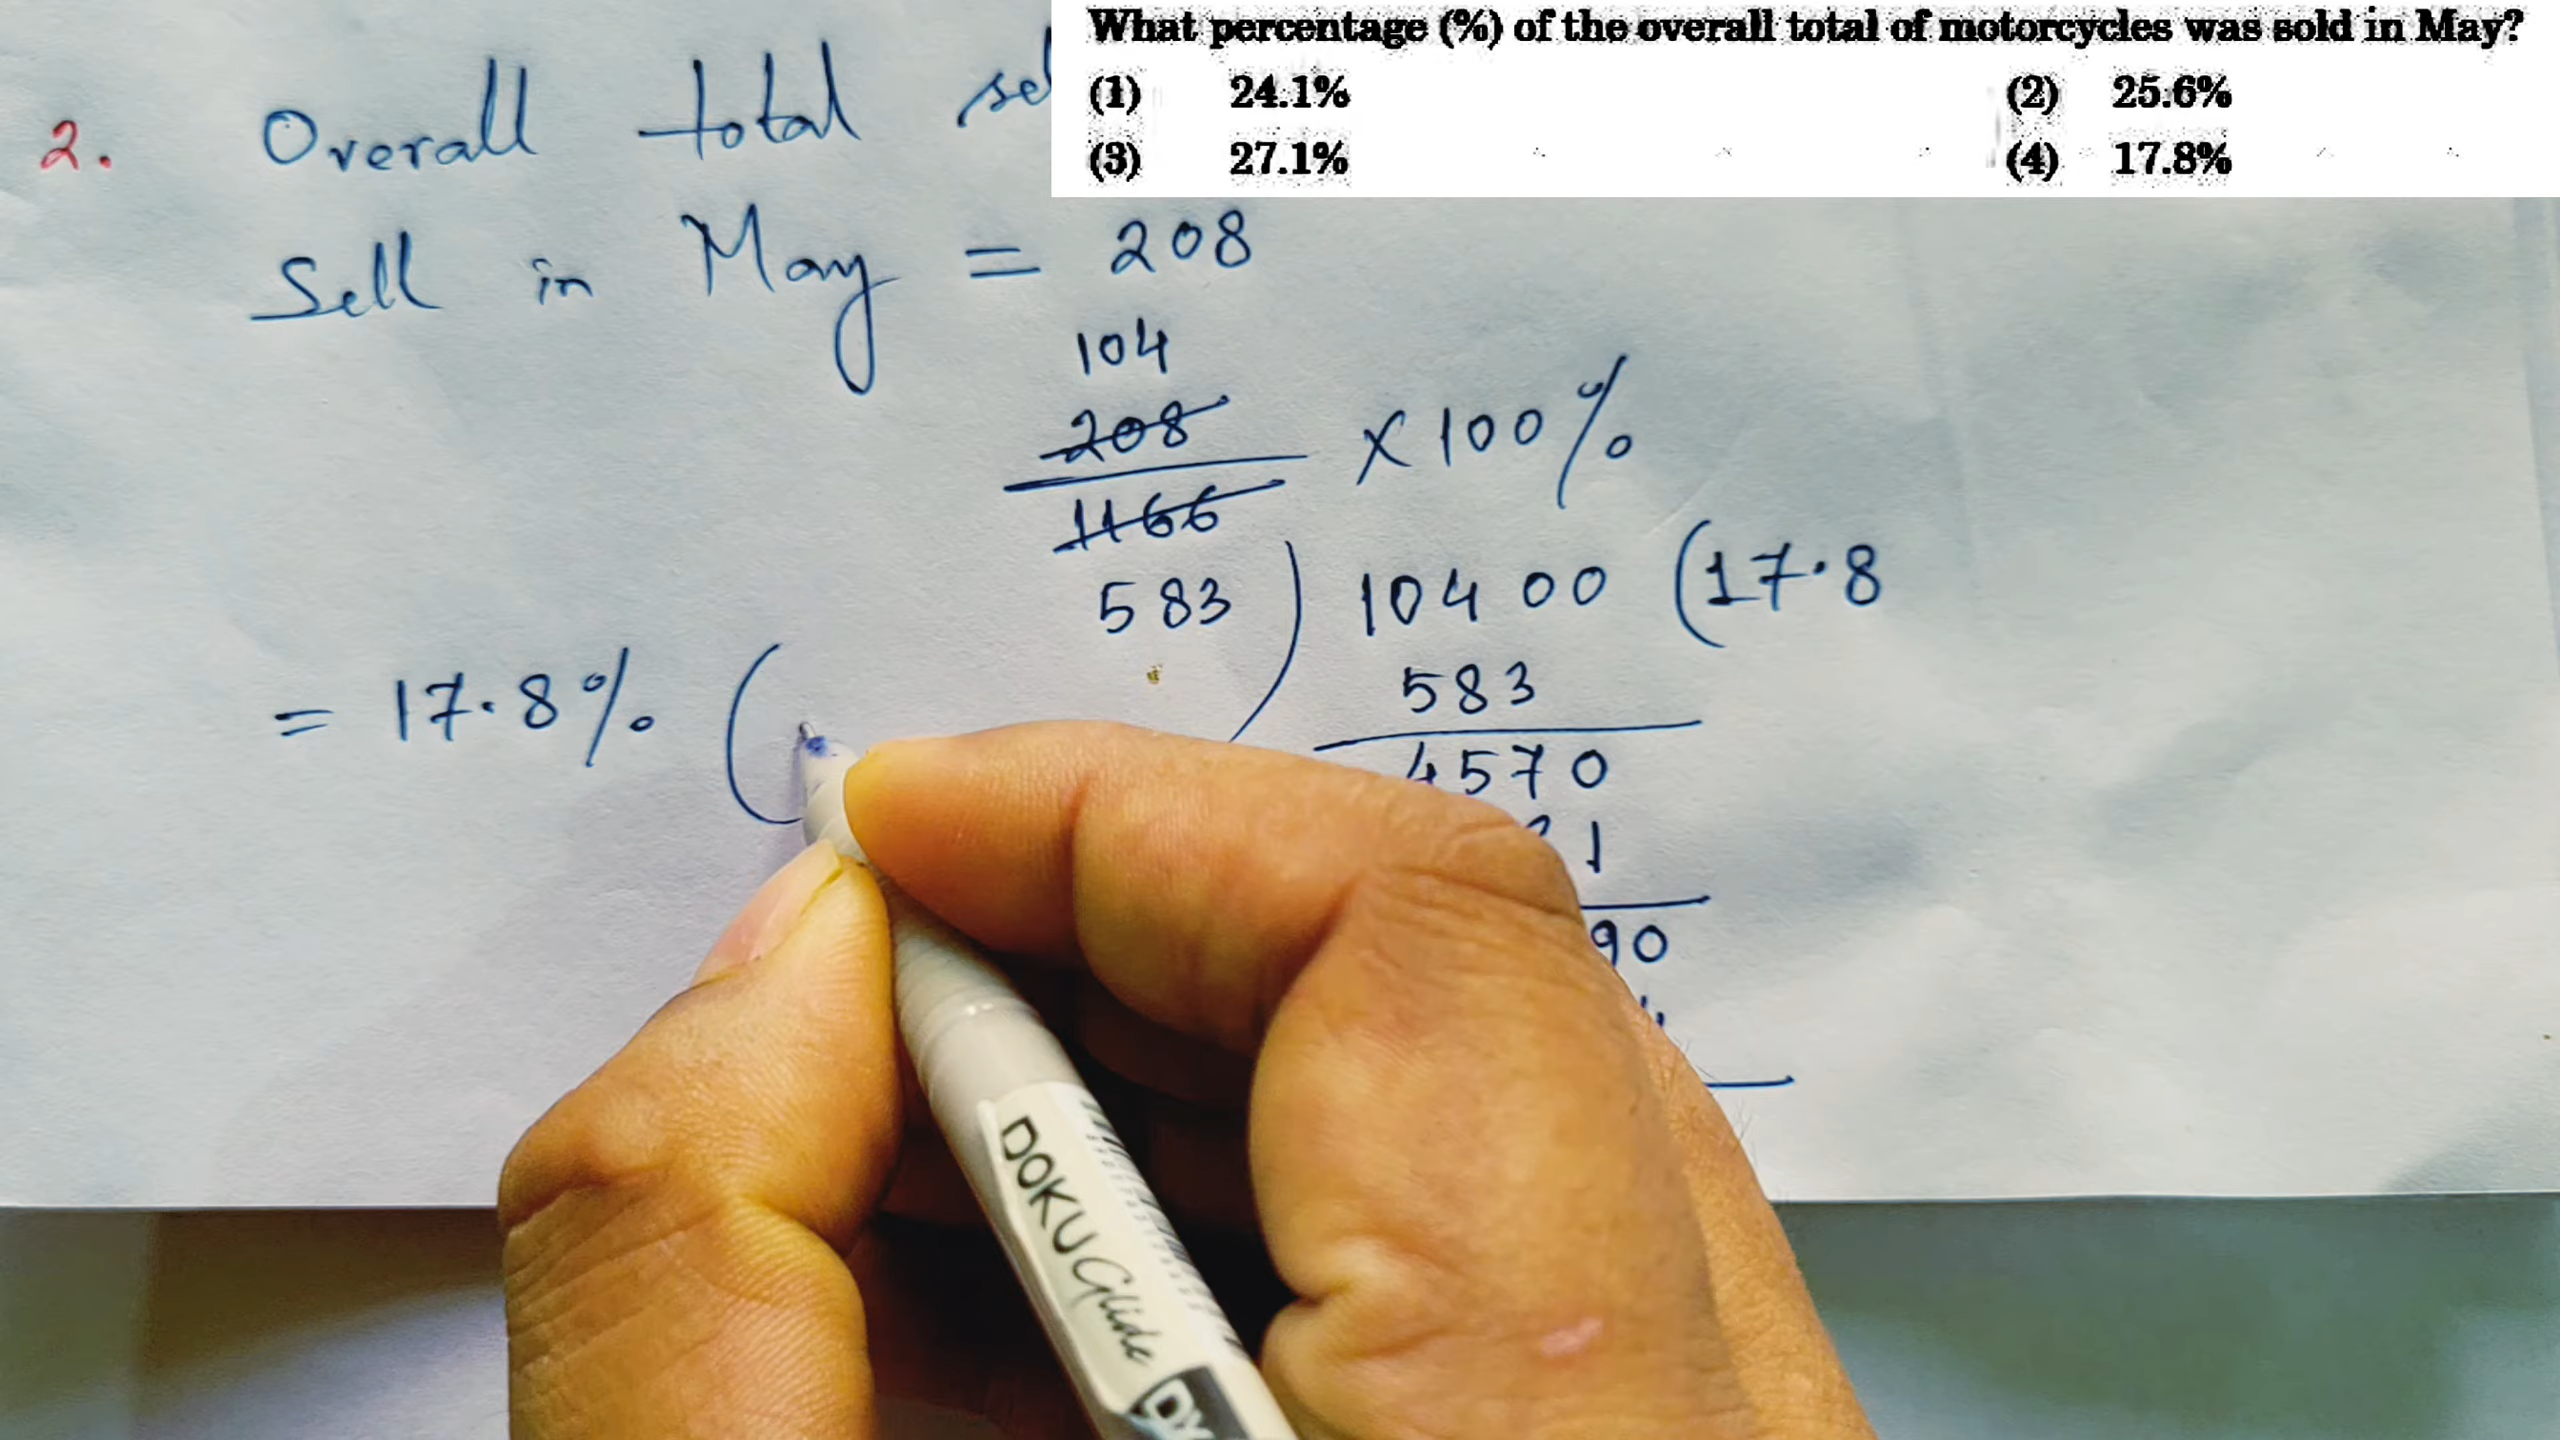 What percentage (%) of the overall total of motorcycles was sold in May?
(1) 24.1% (2) 25.6%
(3) 27.1% (4) 17.8%
2. Overall total
Sell in May = 208
104
208
1166
× 100%
583 ) 10400 ( 17.8
583
4570
1
90
= 17.8% (
DOKU Glide